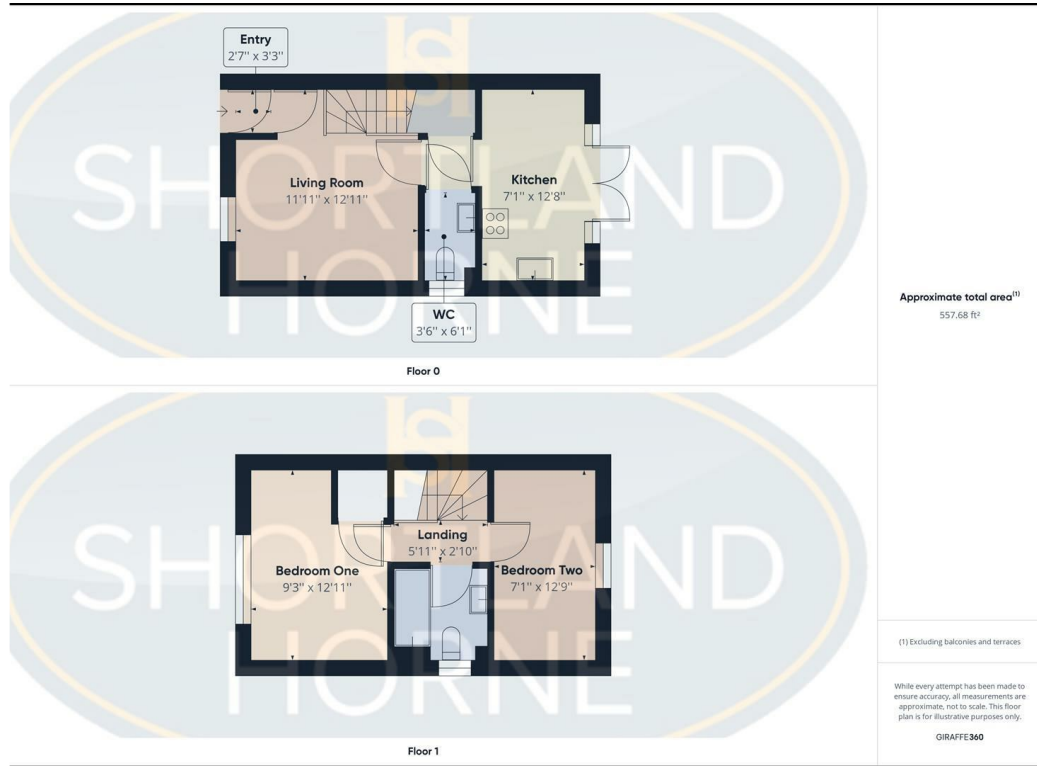 Entry
2'7'' x 3'3''
Living Room
11'11'' x 12'11''
Kitchen
7'1'' x 12'8''
WC
3'6'' x 6'1''
Floor 0
SHORTLAND
HORNE
Landing
5'11'' x 2'10''
Bedroom One
9'3'' x 12'11''
Bedroom Two
7'1'' x 12'9''
Floor 1
SHORTLAND
HORNE
Approximate total area(1)
557.68 ft²
(1) Excluding balconies and terraces
While every attempt has been made to
ensure accuracy, all measurements are
approximate, not to scale. This floor
plan is for illustrative purposes only.
GIRAFFE360